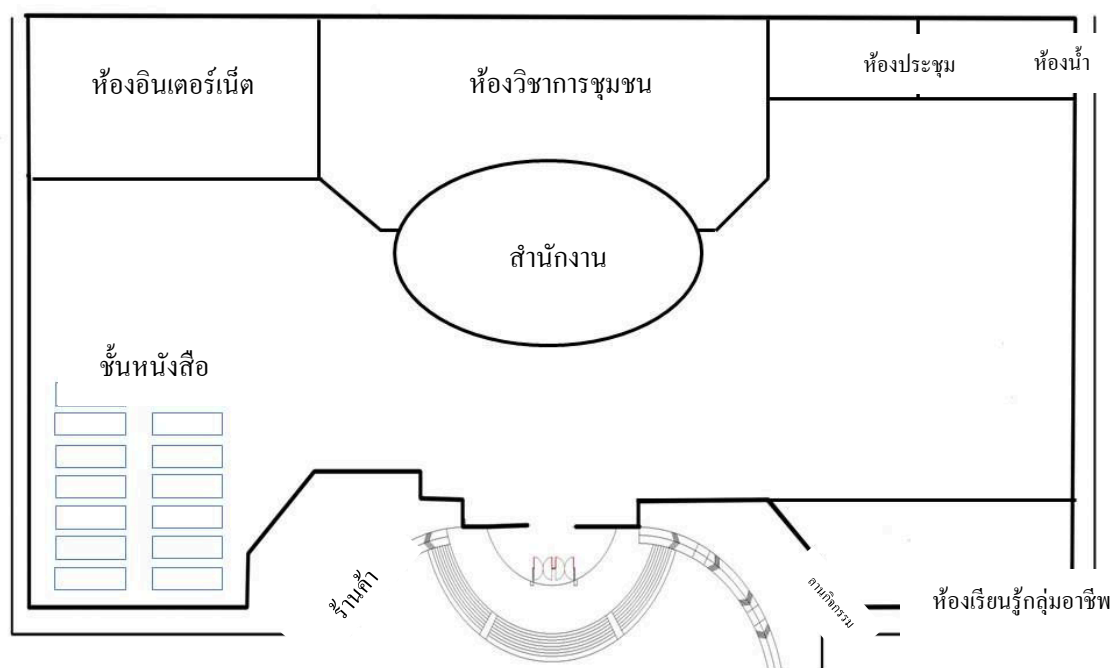 ห้องอินเตอร์เน็ต
ห้องวิชาการชุมชน
ห้องประชุม
ห้องน้ำ
สำนักงาน
ชั้นหนังสือ
ร้านค้า
ลานกิจกรรม
ห้องเรียนรู้กลุ่มอาชีพ